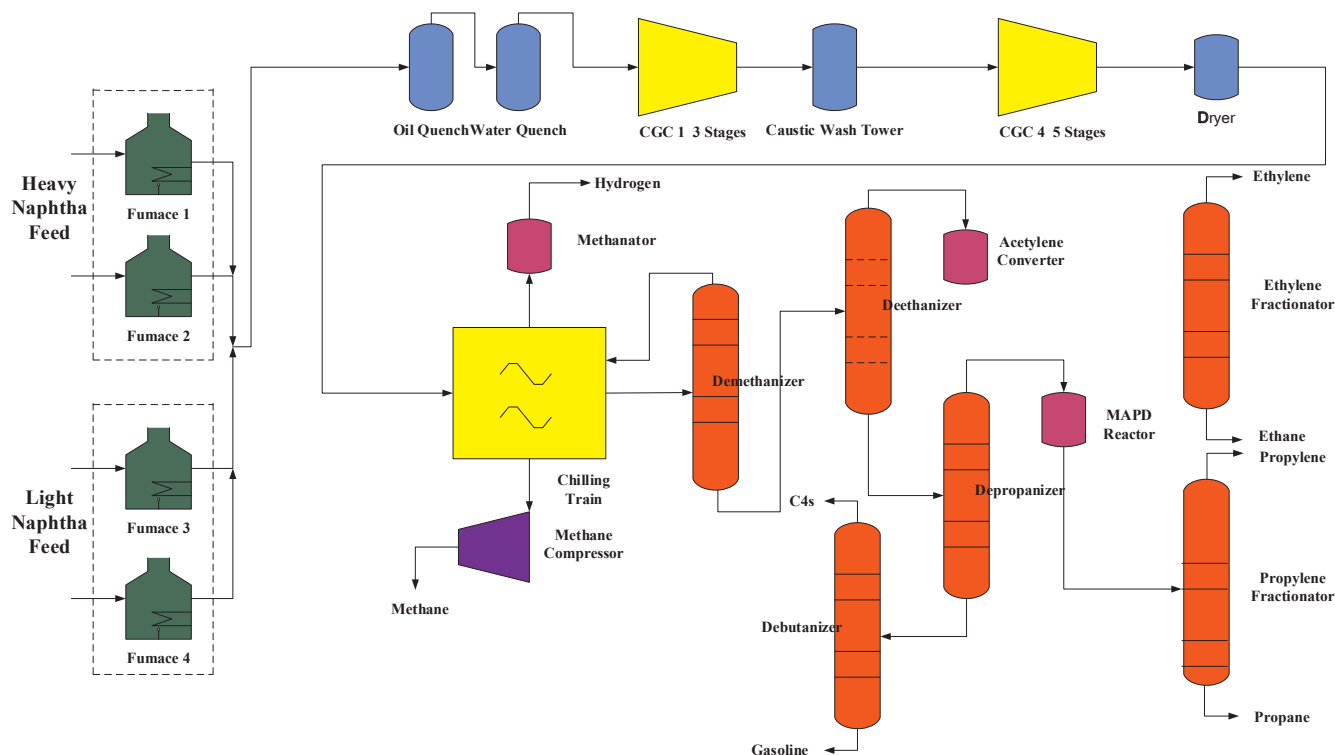 Oil Quench
Water Quench
CGC 1 3 Stages
Caustic Wash Tower
CGC 4 5 Stages
Dryer
Heavy
Naphtha
Feed
Fumace 1
Fumace 2
Light
Naphtha
Feed
Fumace 3
Fumace 4
Hydrogen
Methanator
Chilling
Train
Methane
Compressor
Methane
Demethanizer
Deethanizer
Acetylene
Converter
Depropanizer
MAPD
Reactor
C4s
Debutanizer
Gasoline
Ethylene
Ethylene
Fractionator
Ethane
Propylene
Propylene
Fractionator
Propane